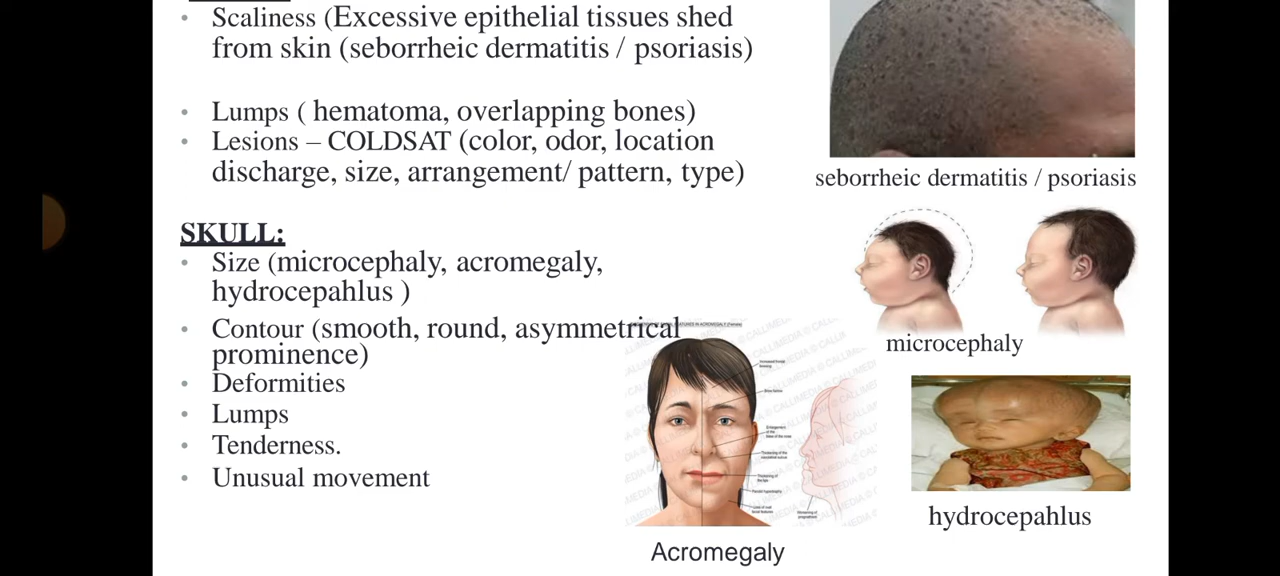 • Scaliness (Excessive epithelial tissues shed
from skin (seborrheic dermatitis / psoriasis)
• Lumps ( hematoma, overlapping bones)
• Lesions – COLDSAT (color, odor, location
discharge, size, arrangement/ pattern, type)
seborrheic dermatitis / psoriasis
SKULL:
• Size (microcephaly, acromegaly,
hydrocepahlus )
• Contour (smooth, round, asymmetrical
prominence)
• Deformities
• Lumps
• Tenderness.
• Unusual movement
microcephaly
hydrocepahlus
Acromegaly